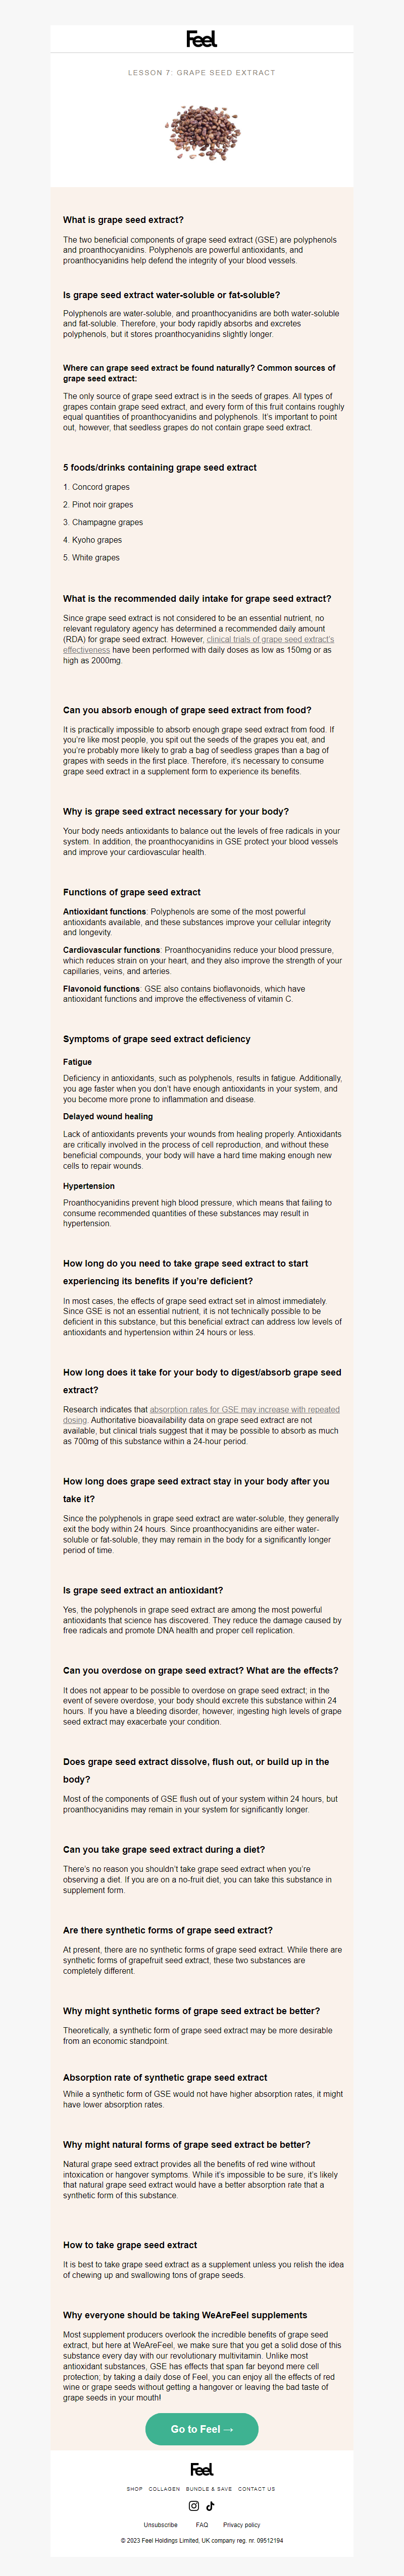 Feel
LESSON 7: GRAPE SEED EXTRACT
What is grape seed extract?
The two beneficial components of grape seed extract (GSE) are polyphenols
and proanthocyanidins. Polyphenols are powerful antioxidants, and
proanthocyanidins help defend the integrity of your blood vessels.
Is grape seed extract water-soluble or fat-soluble?
Polyphenols are water-soluble, and proanthocyanidins are both water-soluble
and fat-soluble. Therefore, your body rapidly absorbs and excretes
polyphenols, but it stores proanthocyanidins slightly longer.
Where can grape seed extract be found naturally? Common sources of
grape seed extract:
The only source of grape seed extract is in the seeds of grapes. All types of
grapes contain grape seed extract, and every form of this fruit contains roughly
equal quantities of proanthocyanidins and polyphenols. It's important to point
out, however, that seedless grapes do not contain grape seed extract.
5 foods/drinks containing grape seed extract
1. Concord grapes
2. Pinot noir grapes
3. Champagne grapes
4. Kyoho grapes
5. White grapes
What is the recommended daily intake for grape seed extract?
Since grape seed extract is not considered to be an essential nutrient, no
relevant regulatory agency has determined a recommended daily amount
(RDA) for grape seed extract. However, clinical trials of grape seed extract's
effectiveness have been performed with daily doses as low as 150mg or as
high as 2000mg.
Can you absorb enough of grape seed extract from food?
It is practically impossible to absorb enough grape seed extract from food. If
you're like most people, you spit out the seeds of the grapes you eat, and
you're probably more likely to grab a bag of seedless grapes than a bag of
grapes with seeds in the first place. Therefore, it's necessary to consume
grape seed extract in a supplement form to experience its benefits.
Why is grape seed extract necessary for your body?
Your body needs antioxidants to balance out the levels of free radicals in your
system. In addition, the proanthocyanidins in GSE protect your blood vessels
and improve your cardiovascular health.
Functions of grape seed extract
Antioxidant functions: Polyphenols are some of the most powerful
antioxidants available, and these substances improve your cellular integrity
and longevity.
Cardiovascular functions: Proanthocyanidins reduce your blood pressure,
which reduces strain on your heart, and they also improve the strength of your
capillaries, veins, and arteries.
Flavonoid functions: GSE also contains bioflavonoids, which have
antioxidant functions and improve the effectiveness of vitamin C.
Symptoms of grape seed extract deficiency
Fatigue
Deficiency in antioxidants, such as polyphenols, results in fatigue. Additionally,
you age faster when you don't have enough antioxidants in your system, and
you become more prone to inflammation and disease.
Delayed wound healing
Lack of antioxidants prevents your wounds from healing properly. Antioxidants
are critically involved in the process of cell reproduction, and without these
beneficial compounds, your body will have a hard time making enough new
cells to repair wounds.
Hypertension
Proanthocyanidins prevent high blood pressure, which means that failing to
consume recommended quantities of these substances may result in
hypertension.
How long do you need to take grape seed extract to start
experiencing its benefits if you're deficient?
In most cases, the effects of grape seed extract set in almost immediately.
Since GSE is not an essential nutrient, it is not technically possible to be
deficient in this substance, but this beneficial extract can address low levels of
antioxidants and hypertension within 24 hours or less.
How long does it take for your body to digest/absorb grape seed
extract?
Research indicates that absorption rates for GSE may increase with repeated
dosing. Authoritative bioavailability data on grape seed extract are not
available, but clinical trials suggest that it may be possible to absorb as much
as 700mg of this substance within a 24-hour period.
How long does grape seed extract stay in your body after you
take it?
Since the polyphenols in grape seed extract are water-soluble, they generally
exit the body within 24 hours. Since proanthocyanidins are either water-
soluble or fat-soluble, they may remain in the body for a significantly longer
period of time.
Is grape seed extract an antioxidant?
Yes, the polyphenols in grape seed extract are among the most powerful
antioxidants that science has discovered. They reduce the damage caused by
free radicals and promote DNA health and proper cell replication.
Can you overdose on grape seed extract? What are the effects?
It does not appear to be possible to overdose on grape seed extract; in the
event of severe overdose, your body should excrete this substance within 24
hours. If you have a bleeding disorder, however, ingesting high levels of grape
seed extract may exacerbate your condition.
Does grape seed extract dissolve, flush out, or build up in the
body?
Most of the components of GSE flush out of your system within 24 hours, but
proanthocyanidins may remain in your system for significantly longer.
Can you take grape seed extract during a diet?
There's no reason you shouldn't take grape seed extract when you're
observing a diet. If you are on a no-fruit diet, you can take this substance in
supplement form.
Are there synthetic forms of grape seed extract?
At present, there are no synthetic forms of grape seed extract. While there are
synthetic forms of grapefruit seed extract, these two substances are
completely different.
Why might synthetic forms of grape seed extract be better?
Theoretically, a synthetic form of grape seed extract may be more desirable
from an economic standpoint.
Absorption rate of synthetic grape seed extract
While a synthetic form of GSE would not have higher absorption rates, it might
have lower absorption rates.
Why might natural forms of grape seed extract be better?
Natural grape seed extract provides all the benefits of red wine without
intoxication or hangover symptoms. While it's impossible to be sure, it's likely
that natural grape seed extract would have a better absorption rate that a
synthetic form of this substance.
How to take grape seed extract
It is best to take grape seed extract as a supplement unless you relish the idea
of chewing up and swallowing tons of grape seeds.
Why everyone should be taking WeAreFeel supplements
Most supplement producers overlook the incredible benefits of grape seed
extract, but here at WeAreFeel, we make sure that you get a solid dose of this
substance every day with our revolutionary multivitamin. Unlike most
antioxidant substances, GSE has effects that span far beyond mere cell
protection; by taking a daily dose of Feel, you can enjoy all the effects of red
wine or grape seeds without getting a hangover or leaving the bad taste of
grape seeds in your mouth!
Go to Feel →
Feel
SHOP COLLAGEN BUNDLE & SAVE CONTACT US
Unsubscribe FAQ Privacy policy
© 2023 Feel Holdings Limited, UK company reg. nr. 09512194